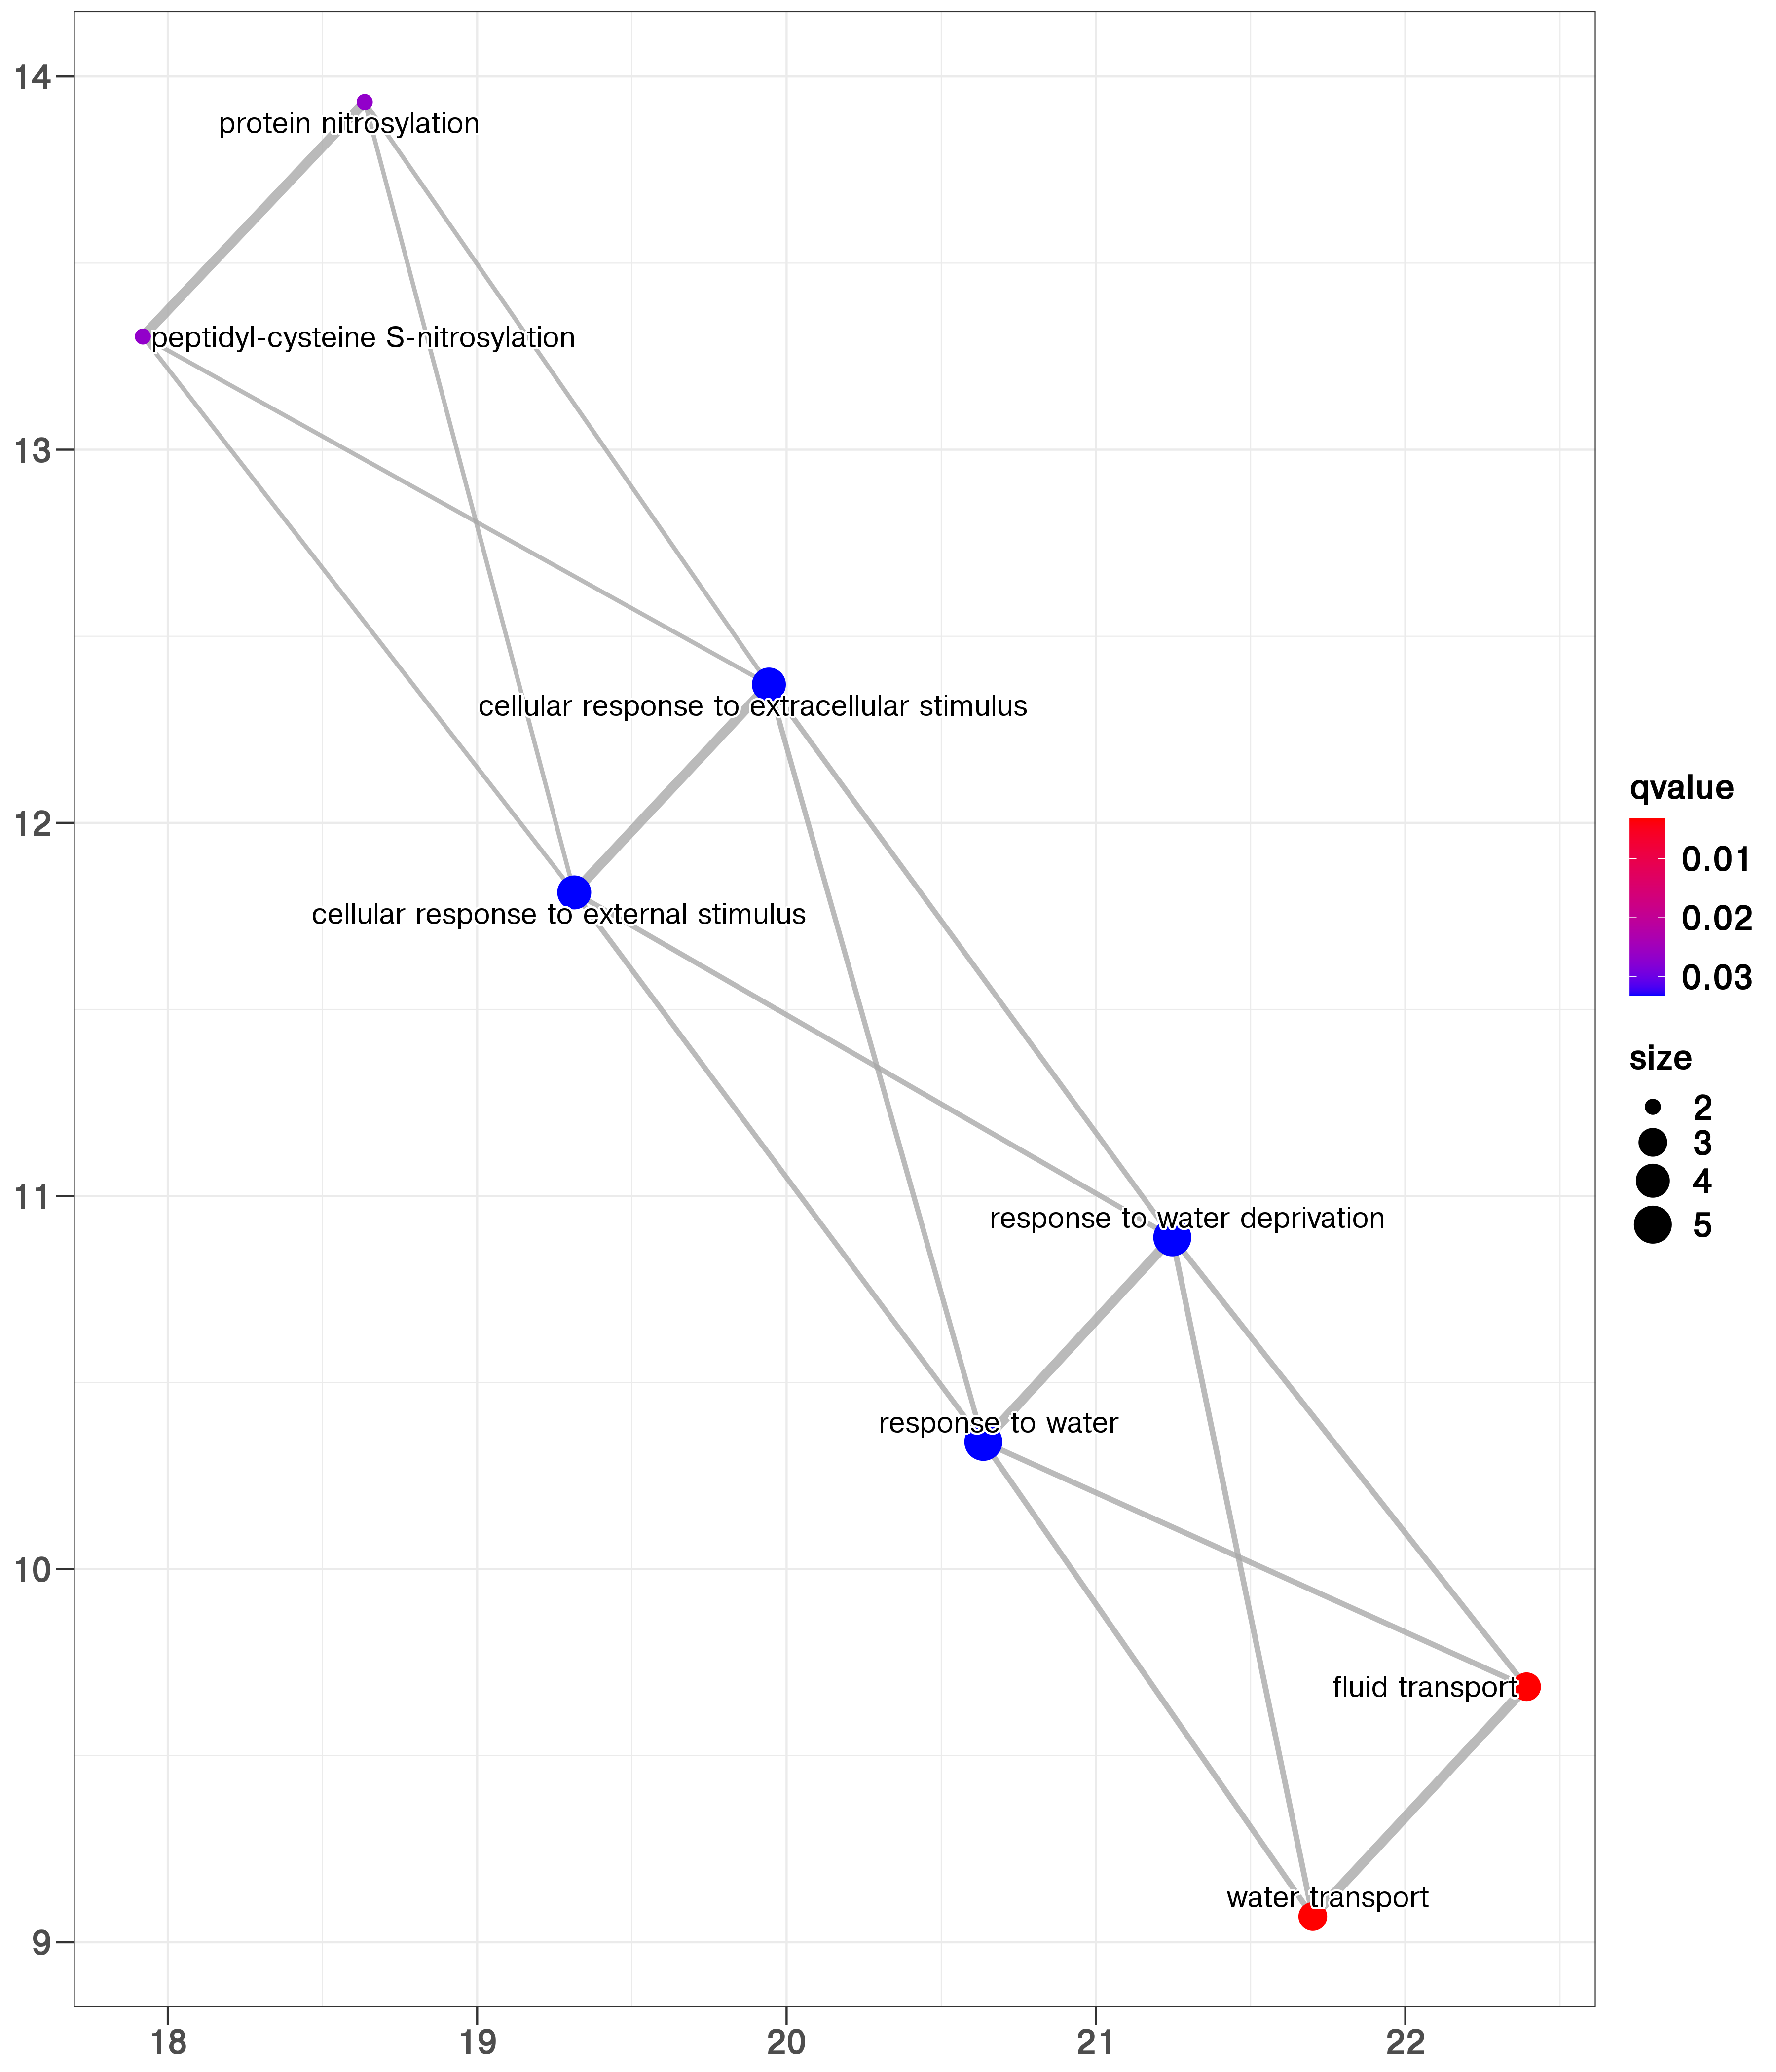 14
13
12
11
10
9
18
19
20
21
22
protein nitrosylation
peptidyl-cysteine S-nitrosylation
cellular response to extracellular stimulus
cellular response to external stimulus
response to water deprivation
response to water
fluid transport
water transport
qvalue
0.01
0.02
0.03
size
2
3
4
5